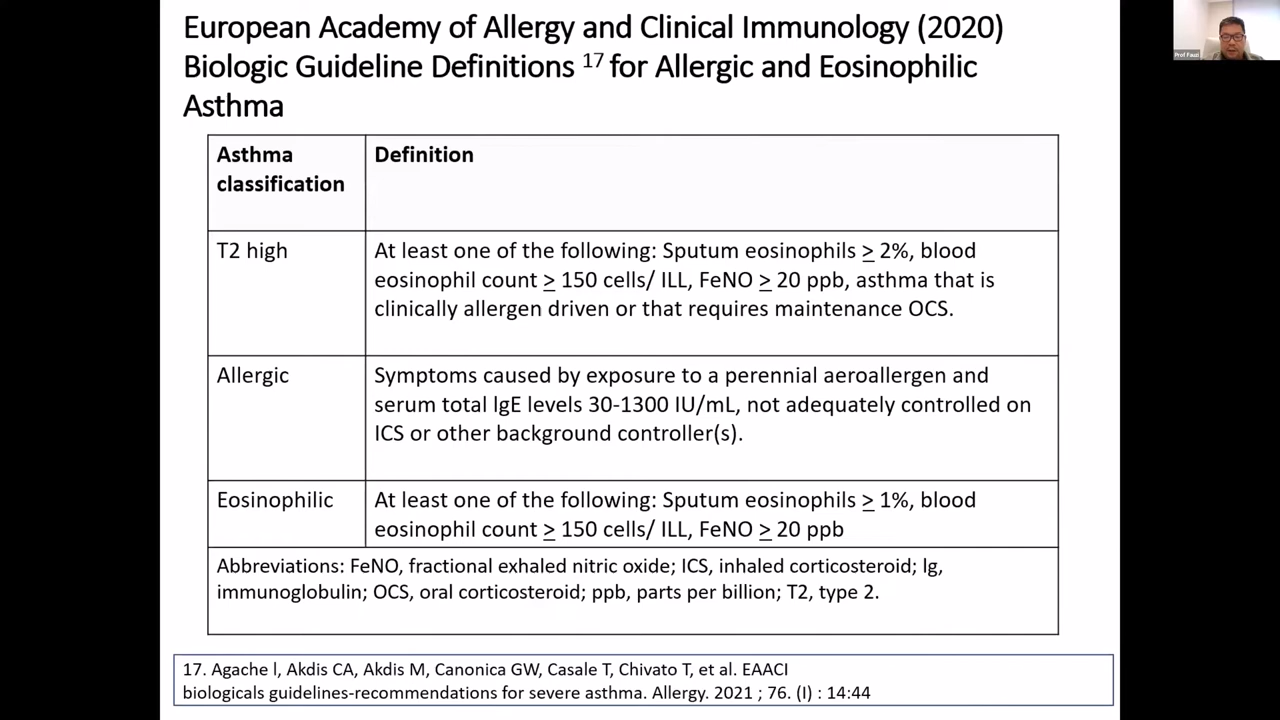 European Academy of Allergy and Clinical Immunology (2020)
Biologic Guideline Definitions 17 for Allergic and Eosinophilic
Asthma
Asthma
classification
Definition
T2 high
At least one of the following: Sputum eosinophils ≥ 2%, blood
eosinophil count ≥ 150 cells/ ILL, FeNO ≥ 20 ppb, asthma that is
clinically allergen driven or that requires maintenance OCS.
Allergic
Symptoms caused by exposure to a perennial aeroallergen and
serum total lgE levels 30-1300 IU/mL, not adequately controlled on
ICS or other background controller(s).
Eosinophilic
At least one of the following: Sputum eosinophils ≥ 1%, blood
eosinophil count ≥ 150 cells/ ILL, FeNO ≥ 20 ppb
Abbreviations: FeNO, fractional exhaled nitric oxide; ICS, inhaled corticosteroid; lg,
immunoglobulin; OCS, oral corticosteroid; ppb, parts per billion; T2, type 2.
17. Agache l, Akdis CA, Akdis M, Canonica GW, Casale T, Chivato T, et al. EAACI
biologicals guidelines-recommendations for severe asthma. Allergy. 2021 ; 76. (I) : 14:44
Prof Fauzi